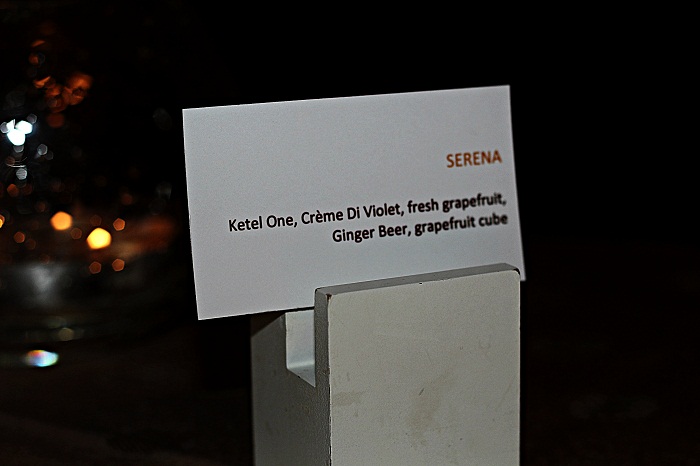 SERENA
Ketel One, Crème Di Violet, fresh grapefruit,
Ginger Beer, grapefruit cube